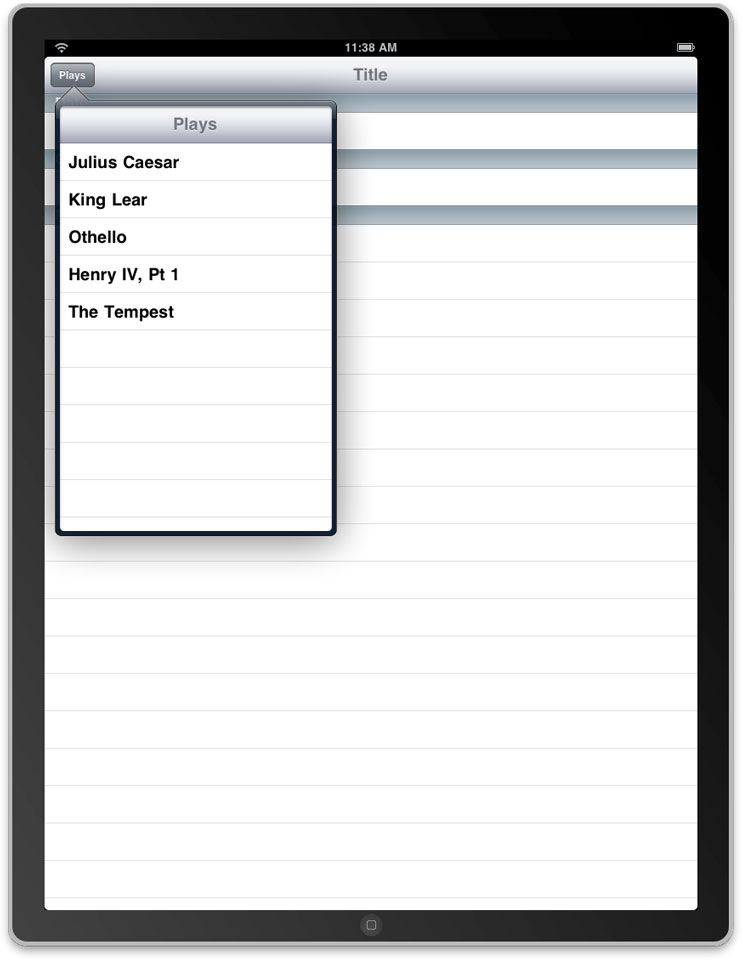 11:38 AM
Plays
Title
Plays
Julius Caesar
King Lear
Othello
Henry IV, Pt 1
The Tempest